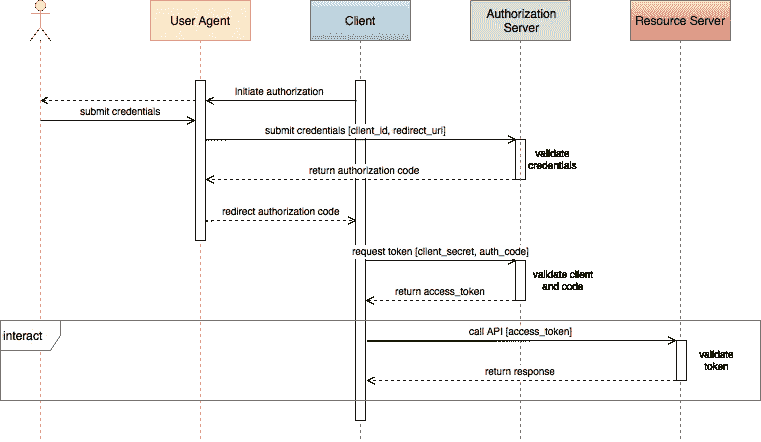 User Agent
Client
Authorization
Server
Resource Server
initiate authorization
submit credentials
submit credentials [client_id, redirect_uri]
validate
credentials
return authorization code
redirect authorization code
request token [client_secret, auth_code]
validate client
and code
return access_token
interact
call API [access_token]
validate
token
return response